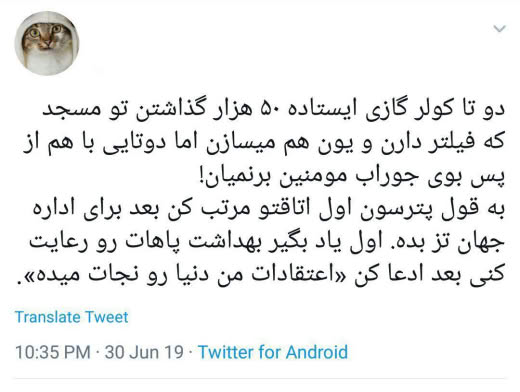 دو تا کولر گازی ایستاده ۵۰ هزار گذاشتن تو مسجد
که فیلتر دارن و یون هم میسازن اما دوتایی با هم از
پس بوی جوراب مومنین برنمیان!
به قول پترسون اول اتاقتو مرتب کن بعد برای اداره
جهان تز بده. اول یاد بگیر بهداشت پاهات رو رعایت
کنی بعد ادعا کن «اعتقادات من دنیا رو نجات میده».
Translate Tweet
10:35 PM · 30 Jun 19 · Twitter for Android